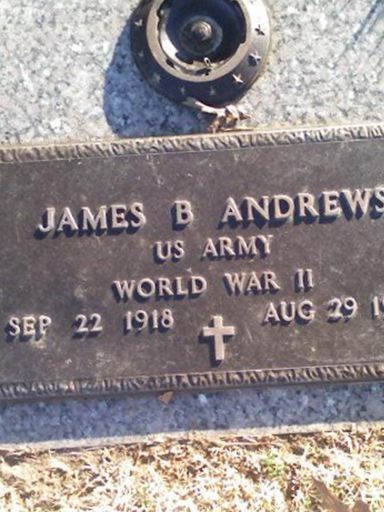 JAMES B ANDREWS
US ARMY
WORLD WAR II
SEP 22 1918 AUG 29